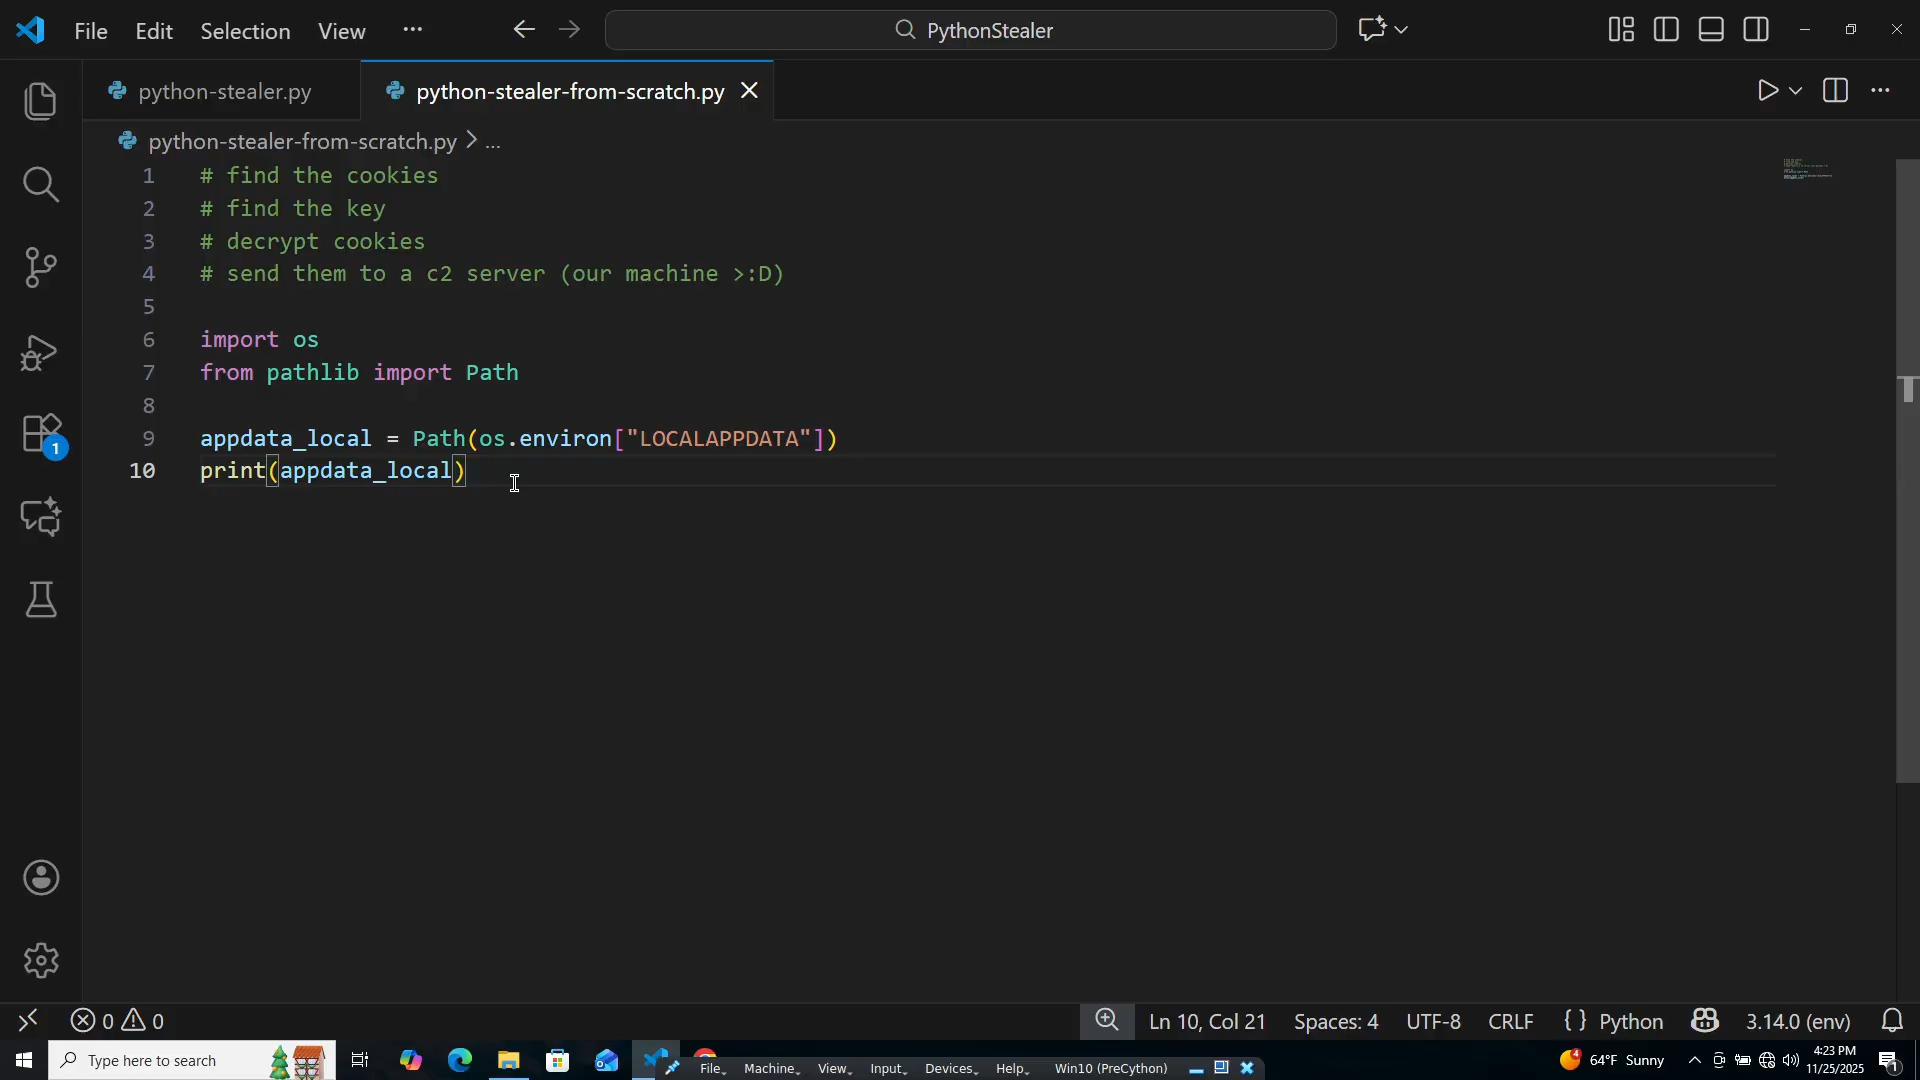 File Edit Selection View ··· PythonStealer
python-stealer.py python-stealer-from-scratch.py
python-stealer-from-scratch.py > ...
1 # find the cookies
2 # find the key
3 # decrypt cookies
4 # send them to a c2 server (our machine >:D)
5
6 import os
7 from pathlib import Path
8
9 appdata_local = Path(os.environ["LOCALAPPDATA"])
10 print(appdata_local)
1
0 0 Ln 10, Col 21 Spaces: 4 UTF-8 CRLF {} Python 3.14.0 (env)
Type here to search 4 64°F Sunny 4:23 PM 1
File Machine View Input Devices Help Win10 (PreCython) 11/25/2025